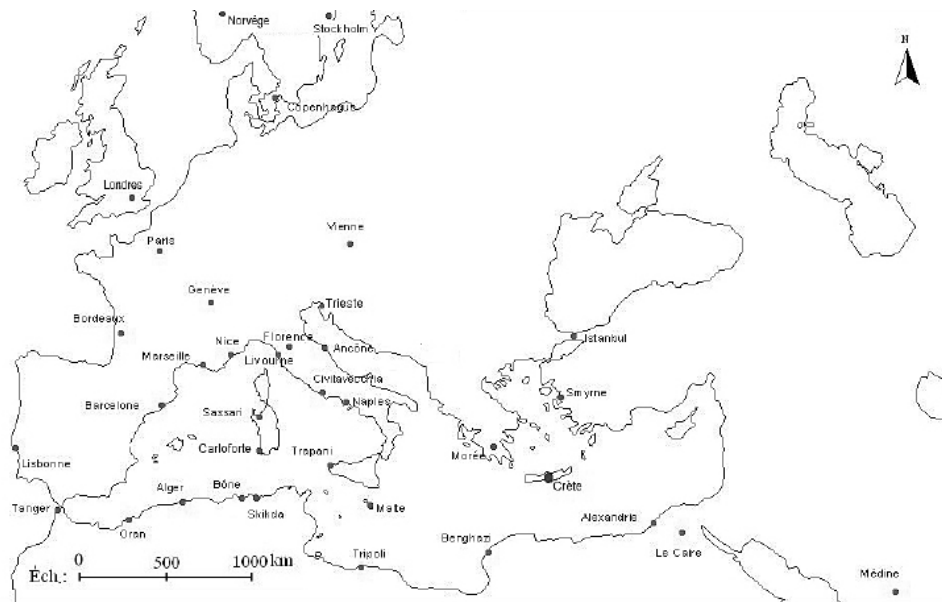 Norvège
Stockholm
N
Copenhague
Londres
Paris
Vienne
Genève
Trieste
Bordeaux
Nice
Florence
Istanbul
Marseille
Livourne
Ancône
Civitavecchia
Smyrne
Barcelone
Naples
Sassari
Carloforte
Trapani
Morée
Lisbonne
Crète
Alger
Bône
Tanger
Skikda
Malte
Alexandrie
Oran
Benghazi
Le Caire
Tripoli
0 500 1000 km
Éch.:
Médine